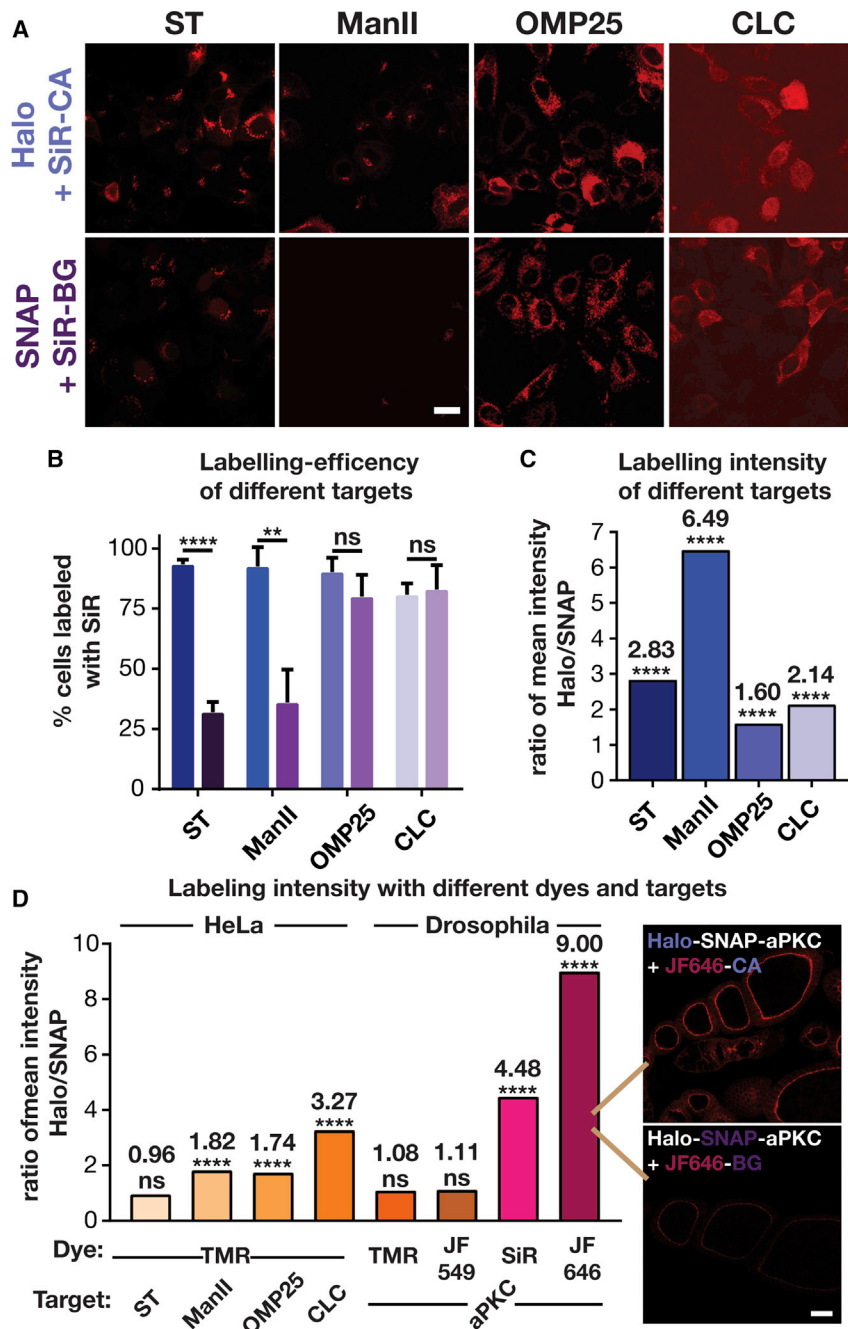 A
ST ManII OMP25 CLC
Halo
+ SiR-CA
SNAP
+ SiR-BG
B
Labelling-efficency
of different targets
% cells labeled
with SiR
100
75
50
25
0
****
**
ns
ns
ST ManII OMP25 CLC
C
Labelling intensity
of different targets
ratio of mean intensity
Halo/SNAP
7
6
5
4
3
2
1
0
2.83
****
6.49
****
1.60
****
2.14
****
ST ManII OMP25 CLC
D
Labeling intensity with different dyes and targets
HeLa Drosophila
ratio ofmean intensity
Halo/SNAP
10
8
6
4
2
0
0.96
ns
1.82
****
1.74
****
3.27
****
1.08
ns
1.11
ns
4.48
****
9.00
****
Dye: TMR TMR JF
549 SiR JF
646
Target: ST ManII OMP25 CLC aPKC
Halo-SNAP-aPKC
+ JF646-CA
Halo-SNAP-aPKC
+ JF646-BG